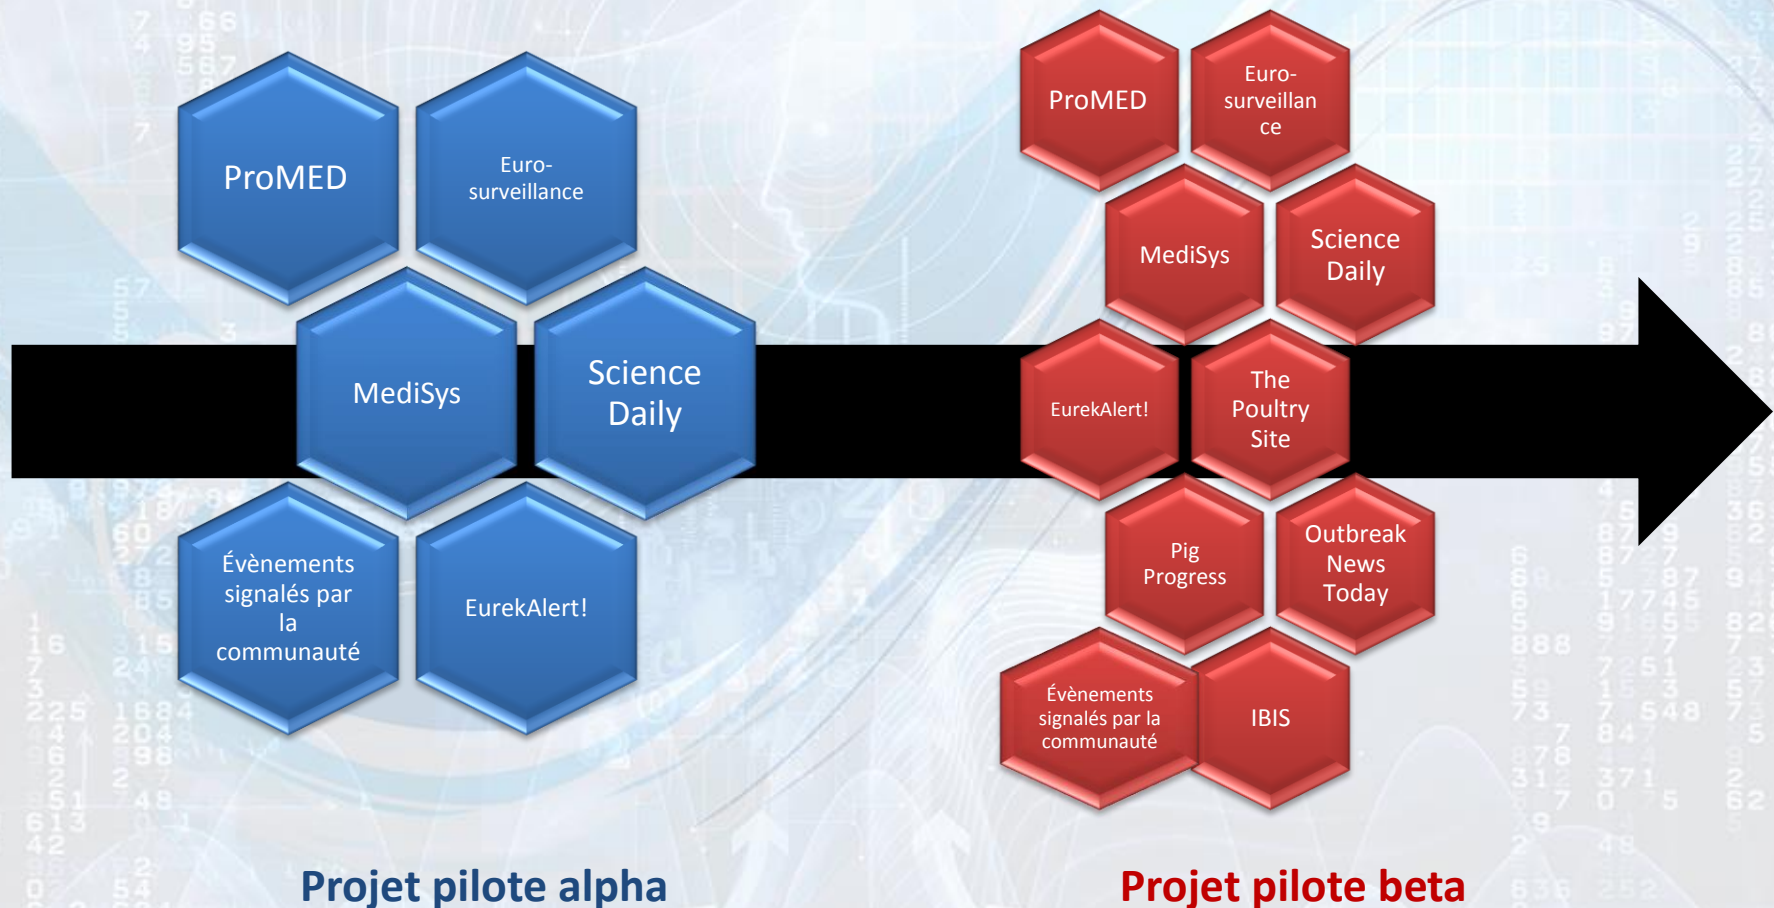 ProMED
Euro-
surveillance
MediSys
Science
Daily
Évènements
signalés par
la
communauté
EurekAlert!
Projet pilote alpha
ProMED
Euro-
surveillan
ce
MediSys
Science
Daily
EurekAlert!
The
Poultry
Site
Pig
Progress
Outbreak
News
Today
Évènements
signalés par la
communauté
IBIS
Projet pilote beta